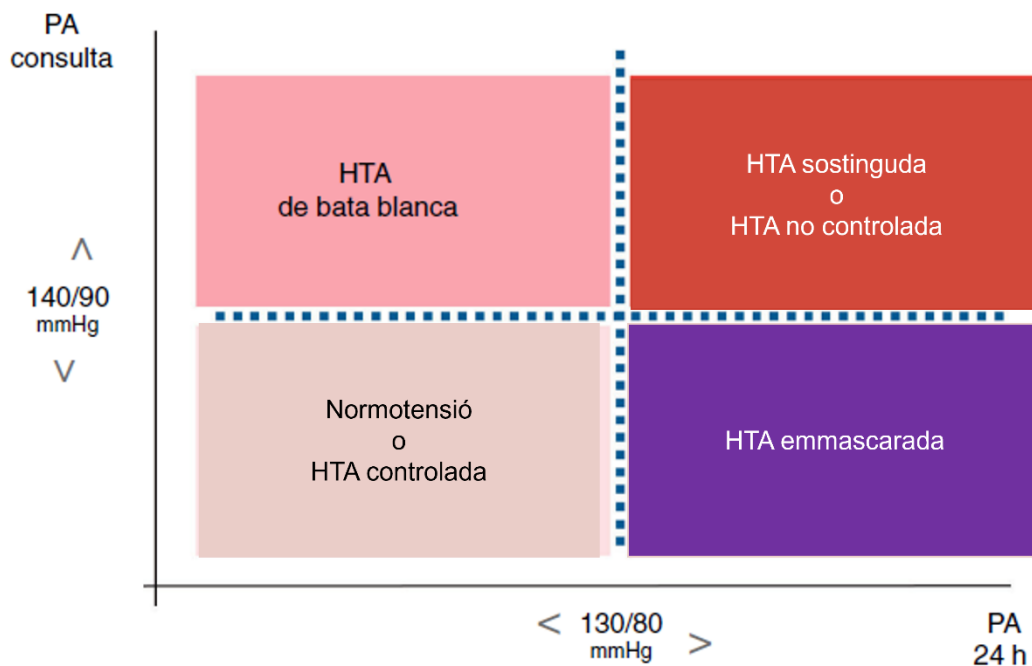 PA
consulta
HTA
de bata blanca
HTA sostinguda
o
HTA no controlada
^
140/90
mmHg
v
Normotensió
o
HTA controlada
HTA emmascarada
< 130/80 >
mmHg
PA
24 h